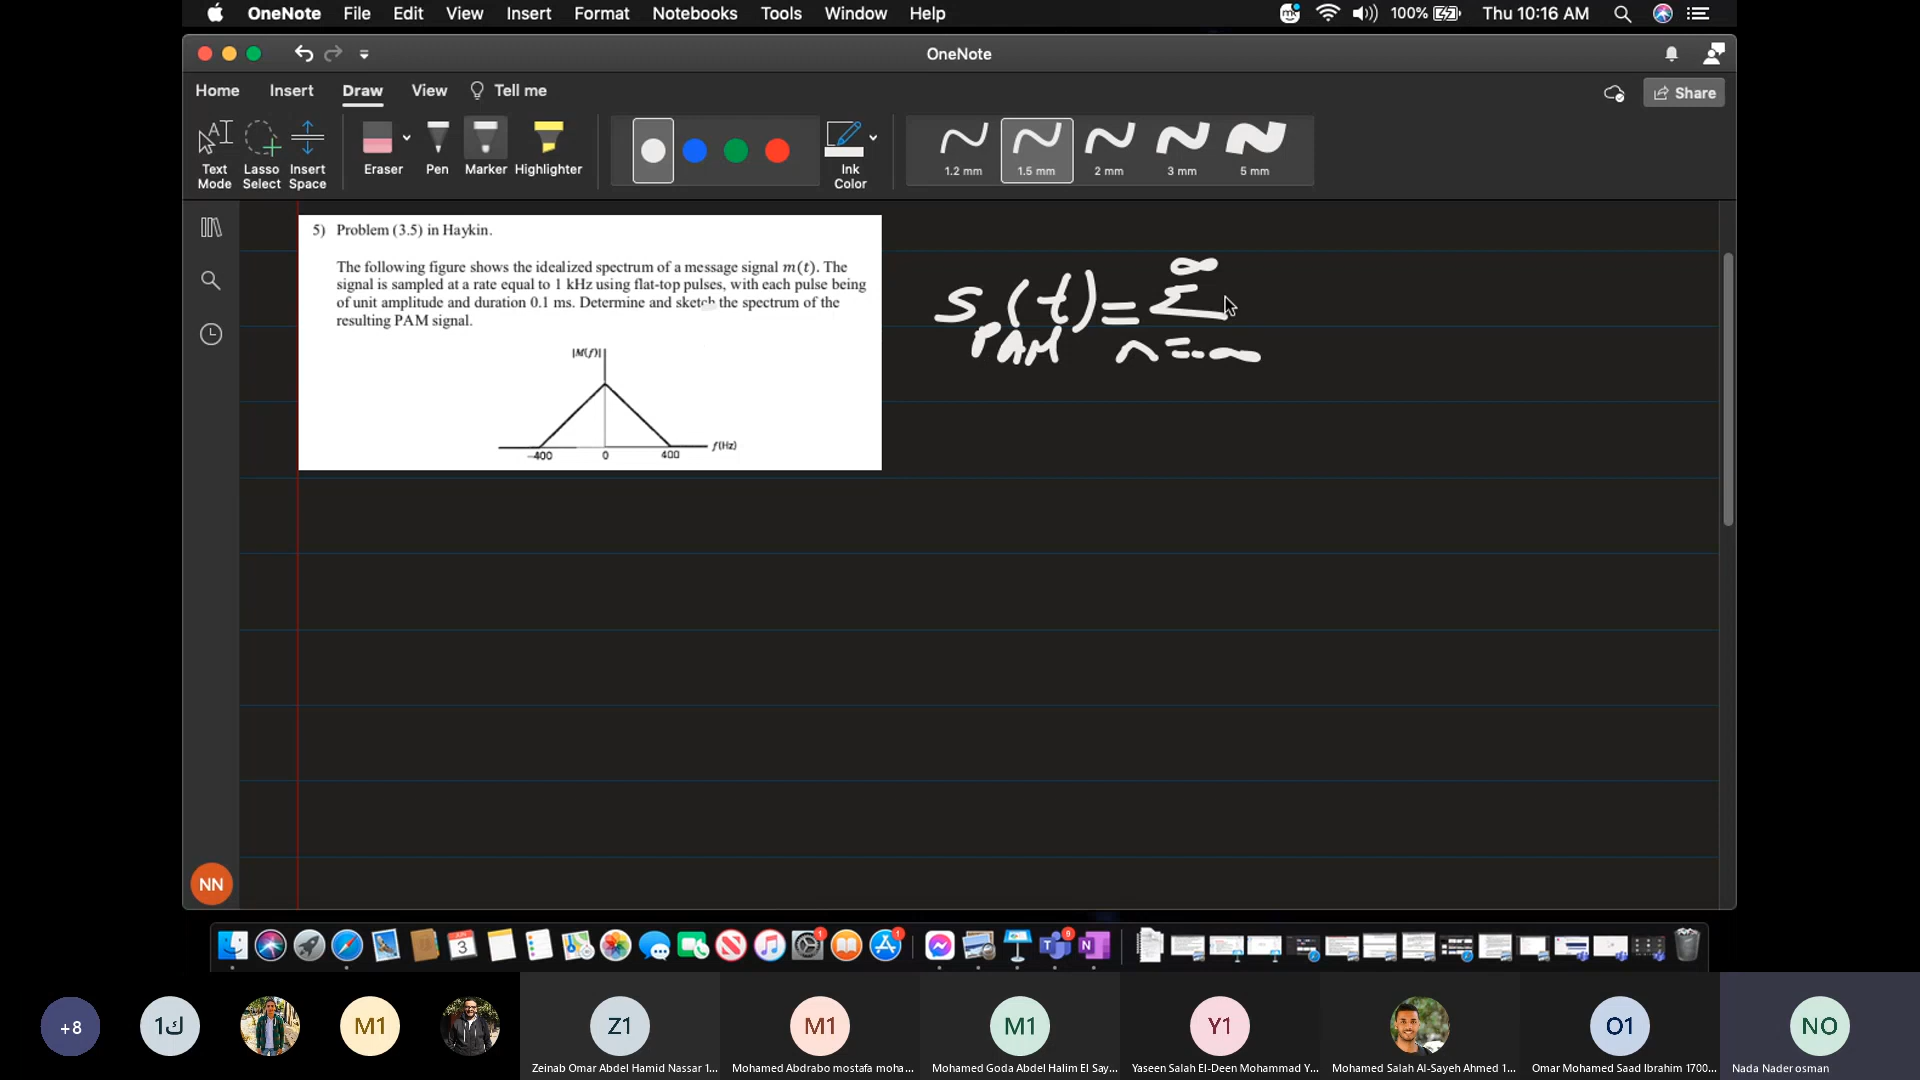 OneNote File Edit View Insert Format Notebooks Tools Window Help
100% Thu 10:16 AM
OneNote
Home Insert Draw View Tell me
Share
Text Mode
Lasso Select
Insert Space
Eraser Pen Marker Highlighter
Ink Color
1.2 mm 1.5 mm 2 mm 3 mm 5 mm
5) Problem (3.5) in Haykin.
The following figure shows the idealized spectrum of a message signal m(t). The
signal is sampled at a rate equal to 1 kHz using flat-top pulses, with each pulse being
of unit amplitude and duration 0.1 ms. Determine and sketch the spectrum of the
resulting PAM signal.
|M(f)|
f(Hz)
-400 0 400
∞
S (t) = Σ
PAM n=-∞
NN
3
1
1
8
+8
1ك
M1
Z1
M1
M1
Y1
O1
NO
Zeinab Omar Abdel Hamid Nassar 1...
Mohamed Abdrabo mostafa moha...
Mohamed Goda Abdel Halim El Say...
Yaseen Salah El-Deen Mohammad Y...
Mohamed Salah Al-Sayeh Ahmed 1...
Omar Mohamed Saad Ibrahim 1700...
Nada Nader osman